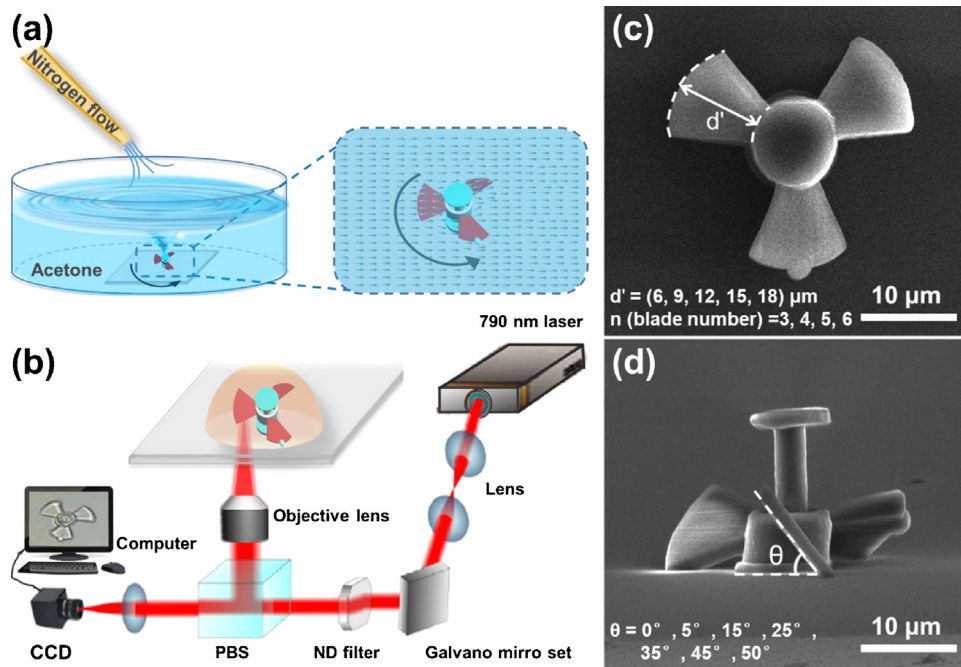 (a)
Nitrogen flow
Acetone
790 nm laser
(b)
Lens
Objective lens
Computer
CCD
PBS
ND filter
Galvano mirro set
(c)
d'
d' = (6, 9, 12, 15, 18) µm
n (blade number) =3, 4, 5, 6
10 µm
(d)
θ
θ = 0° , 5° , 15° , 25° ,
35° , 45° , 50°
10 µm